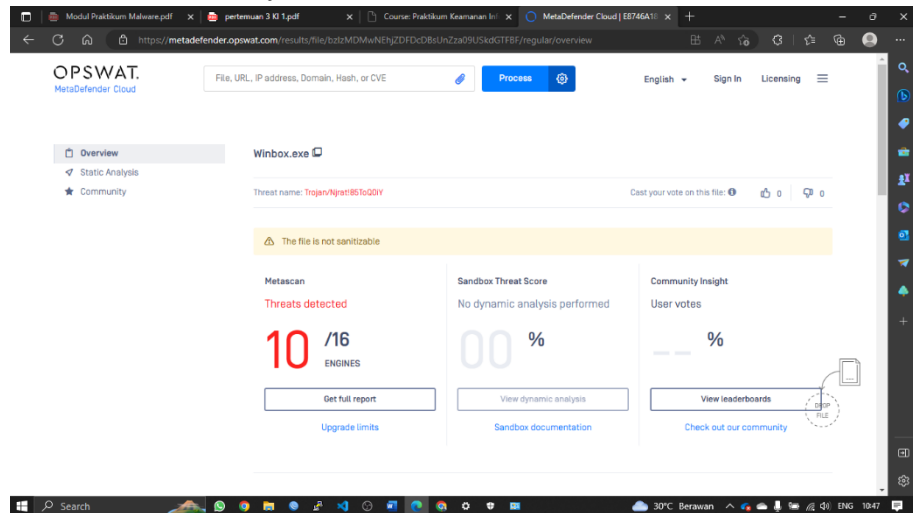 Modul Praktikum Malware.pdf
pertemuan 3 KI 1.pdf
Course: Praktikum Keamanan Inf
MetaDefender Cloud | E8746A18
https://metadefender.opswat.com/results/file/bzIzMDMwNEhjZDFDcDBsUnZza09USkdGTFBF/regular/overview
OPSWAT.
MetaDefender Cloud
File, URL, IP address, Domain, Hash, or CVE
Process
English
Sign In
Licensing
Overview
Static Analysis
Community
Winbox.exe
Threat name: Trojan/Njrat!85ToQ0iY
Cast your vote on this file:
0
0
The file is not sanitizable
Metascan
Threats detected
10 /16
ENGINES
Get full report
Upgrade limits
Sandbox Threat Score
No dynamic analysis performed
00 %
View dynamic analysis
Sandbox documentation
Community Insight
User votes
-- %
View leaderboards
Check out our community
DROP
FILE
Search
30°C Berawan
ENG
10:47